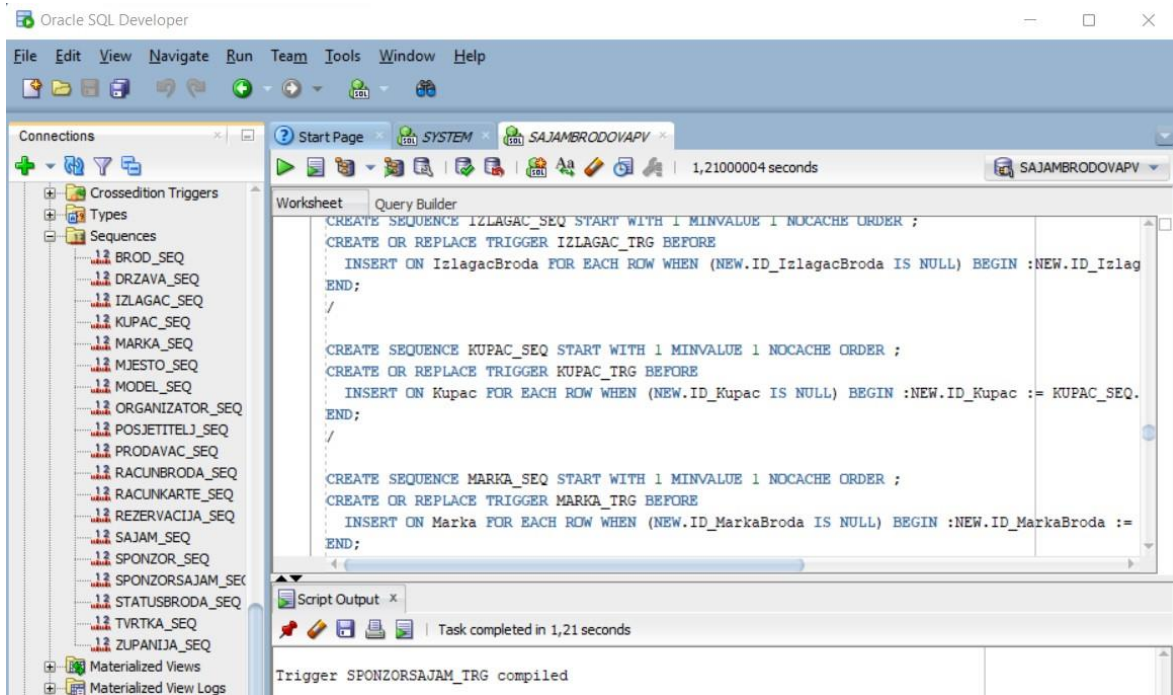 Oracle SQL Developer
File Edit View Navigate Run Team Tools Window Help
SQL
Connections
Start Page
SYSTEM
SAJAMBRODOVAPV
1,21000004 seconds
SAJAMBRODOVAPV
Crossedition Triggers
Types
Sequences
BROD_SEQ
DRZAVA_SEQ
IZLAGAC_SEQ
KUPAC_SEQ
MARKA_SEQ
MJESTO_SEQ
MODEL_SEQ
ORGANIZATOR_SEQ
POSJETITELJ_SEQ
PRODAVAC_SEQ
RACUNBRODA_SEQ
RACUNKARTE_SEQ
REZERVACIJA_SEQ
SAJAM_SEQ
SPONZOR_SEQ
SPONZORSAJAM_SEC
STATUSBRODA_SEQ
TVRTKA_SEQ
ZUPANIJA_SEQ
Materialized Views
Materialized View Logs
Worksheet Query Builder
CREATE SEQUENCE IZLAGAC_SEQ START WITH 1 MINVALUE 1 NOCACHE ORDER ;
CREATE OR REPLACE TRIGGER IZLAGAC_TRG BEFORE
INSERT ON IzlagacBroda FOR EACH ROW WHEN (NEW.ID_IzlagacBroda IS NULL) BEGIN :NEW.ID_Izlag
END;
/
CREATE SEQUENCE KUPAC_SEQ START WITH 1 MINVALUE 1 NOCACHE ORDER ;
CREATE OR REPLACE TRIGGER KUPAC_TRG BEFORE
INSERT ON Kupac FOR EACH ROW WHEN (NEW.ID_Kupac IS NULL) BEGIN :NEW.ID_Kupac := KUPAC_SEQ.
END;
/
CREATE SEQUENCE MARKA_SEQ START WITH 1 MINVALUE 1 NOCACHE ORDER ;
CREATE OR REPLACE TRIGGER MARKA_TRG BEFORE
INSERT ON Marka FOR EACH ROW WHEN (NEW.ID_MarkaBroda IS NULL) BEGIN :NEW.ID_MarkaBroda :=
END;
Script Output
Task completed in 1,21 seconds
Trigger SPONZORSAJAM_TRG compiled